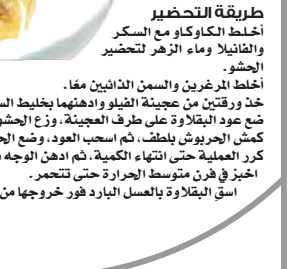 طريقة التحضير
أخلط الكاوكاو مع السكر
والفانيلا وماء الزهر لتحضير
الحشو.
أخلط المرغرين والسمن الذائبين معًا.
خذ ورقتين من عجينة الفيلو وادهنهما بخليط
ضع عود البقلاوة على طرف العجينة، وزع الحشو
كمش الحربوش بلطف، ثم اسحب العود، وضع
كرر العملية حتى انتهاء الكمية، ثم ادهن الوجه
اخبز في فرن متوسط الحرارة حتى تتحمر.
اسقِ البقلاوة بالعسل البارد فور خروجها من